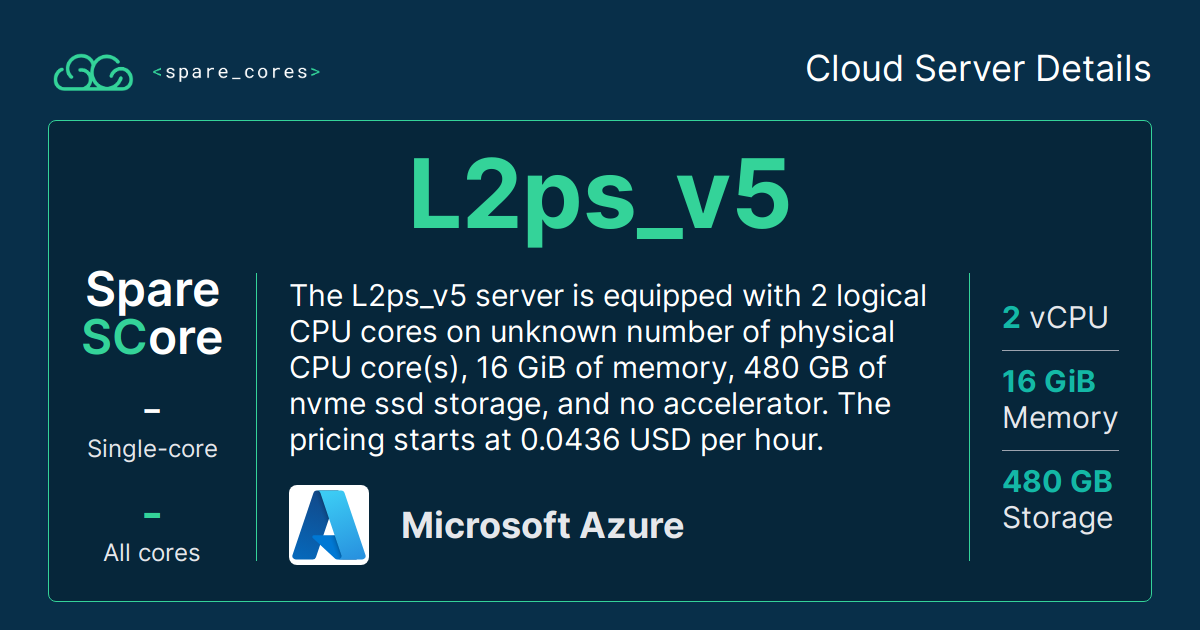 <spare_cores>
Cloud Server Details
L2ps_v5
Spare
SCore
–
Single-core
–
All cores
The L2ps_v5 server is equipped with 2 logical
CPU cores on unknown number of physical
CPU core(s), 16 GiB of memory, 480 GB of
nvme ssd storage, and no accelerator. The
pricing starts at 0.0436 USD per hour.
Microsoft Azure
2 vCPU
16 GiB
Memory
480 GB
Storage